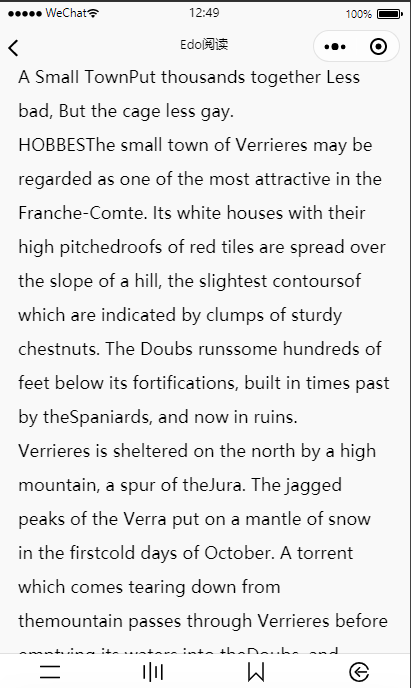 WeChat
12:49
100%
Edo阅读
A Small TownPut thousands together Less
bad, But the cage less gay.
HOBBESThe small town of Verrieres may be
regarded as one of the most attractive in the
Franche-Comte. Its white houses with their
high pitchedroofs of red tiles are spread over
the slope of a hill, the slightest contoursof
which are indicated by clumps of sturdy
chestnuts. The Doubs runssome hundreds of
feet below its fortifications, built in times past
by theSpaniards, and now in ruins.
Verrieres is sheltered on the north by a high
mountain, a spur of theJura. The jagged
peaks of the Verra put on a mantle of snow
in the firstcold days of October. A torrent
which comes tearing down from
themountain passes through Verrieres before
emptying its waters into theDoubs, and